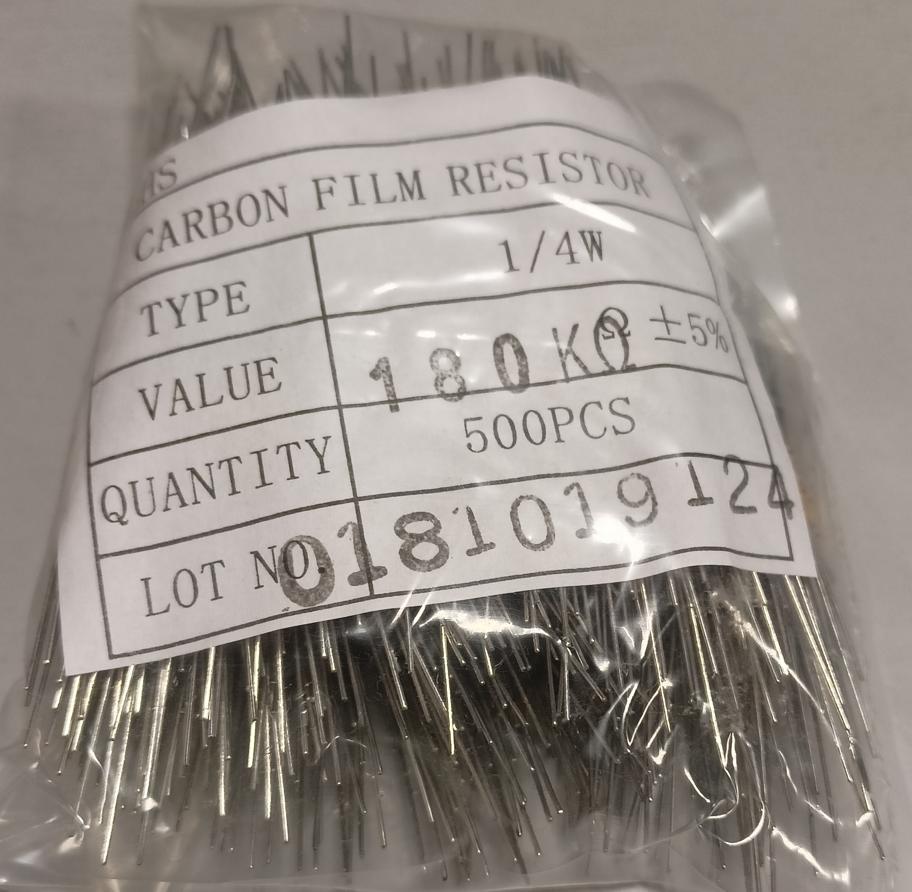 CARBON FILM RESISTOR
TYPE 1/4W
VALUE 180KΩ Ω ±5%
QUANTITY 500PCS
LOT NO. 0181019124